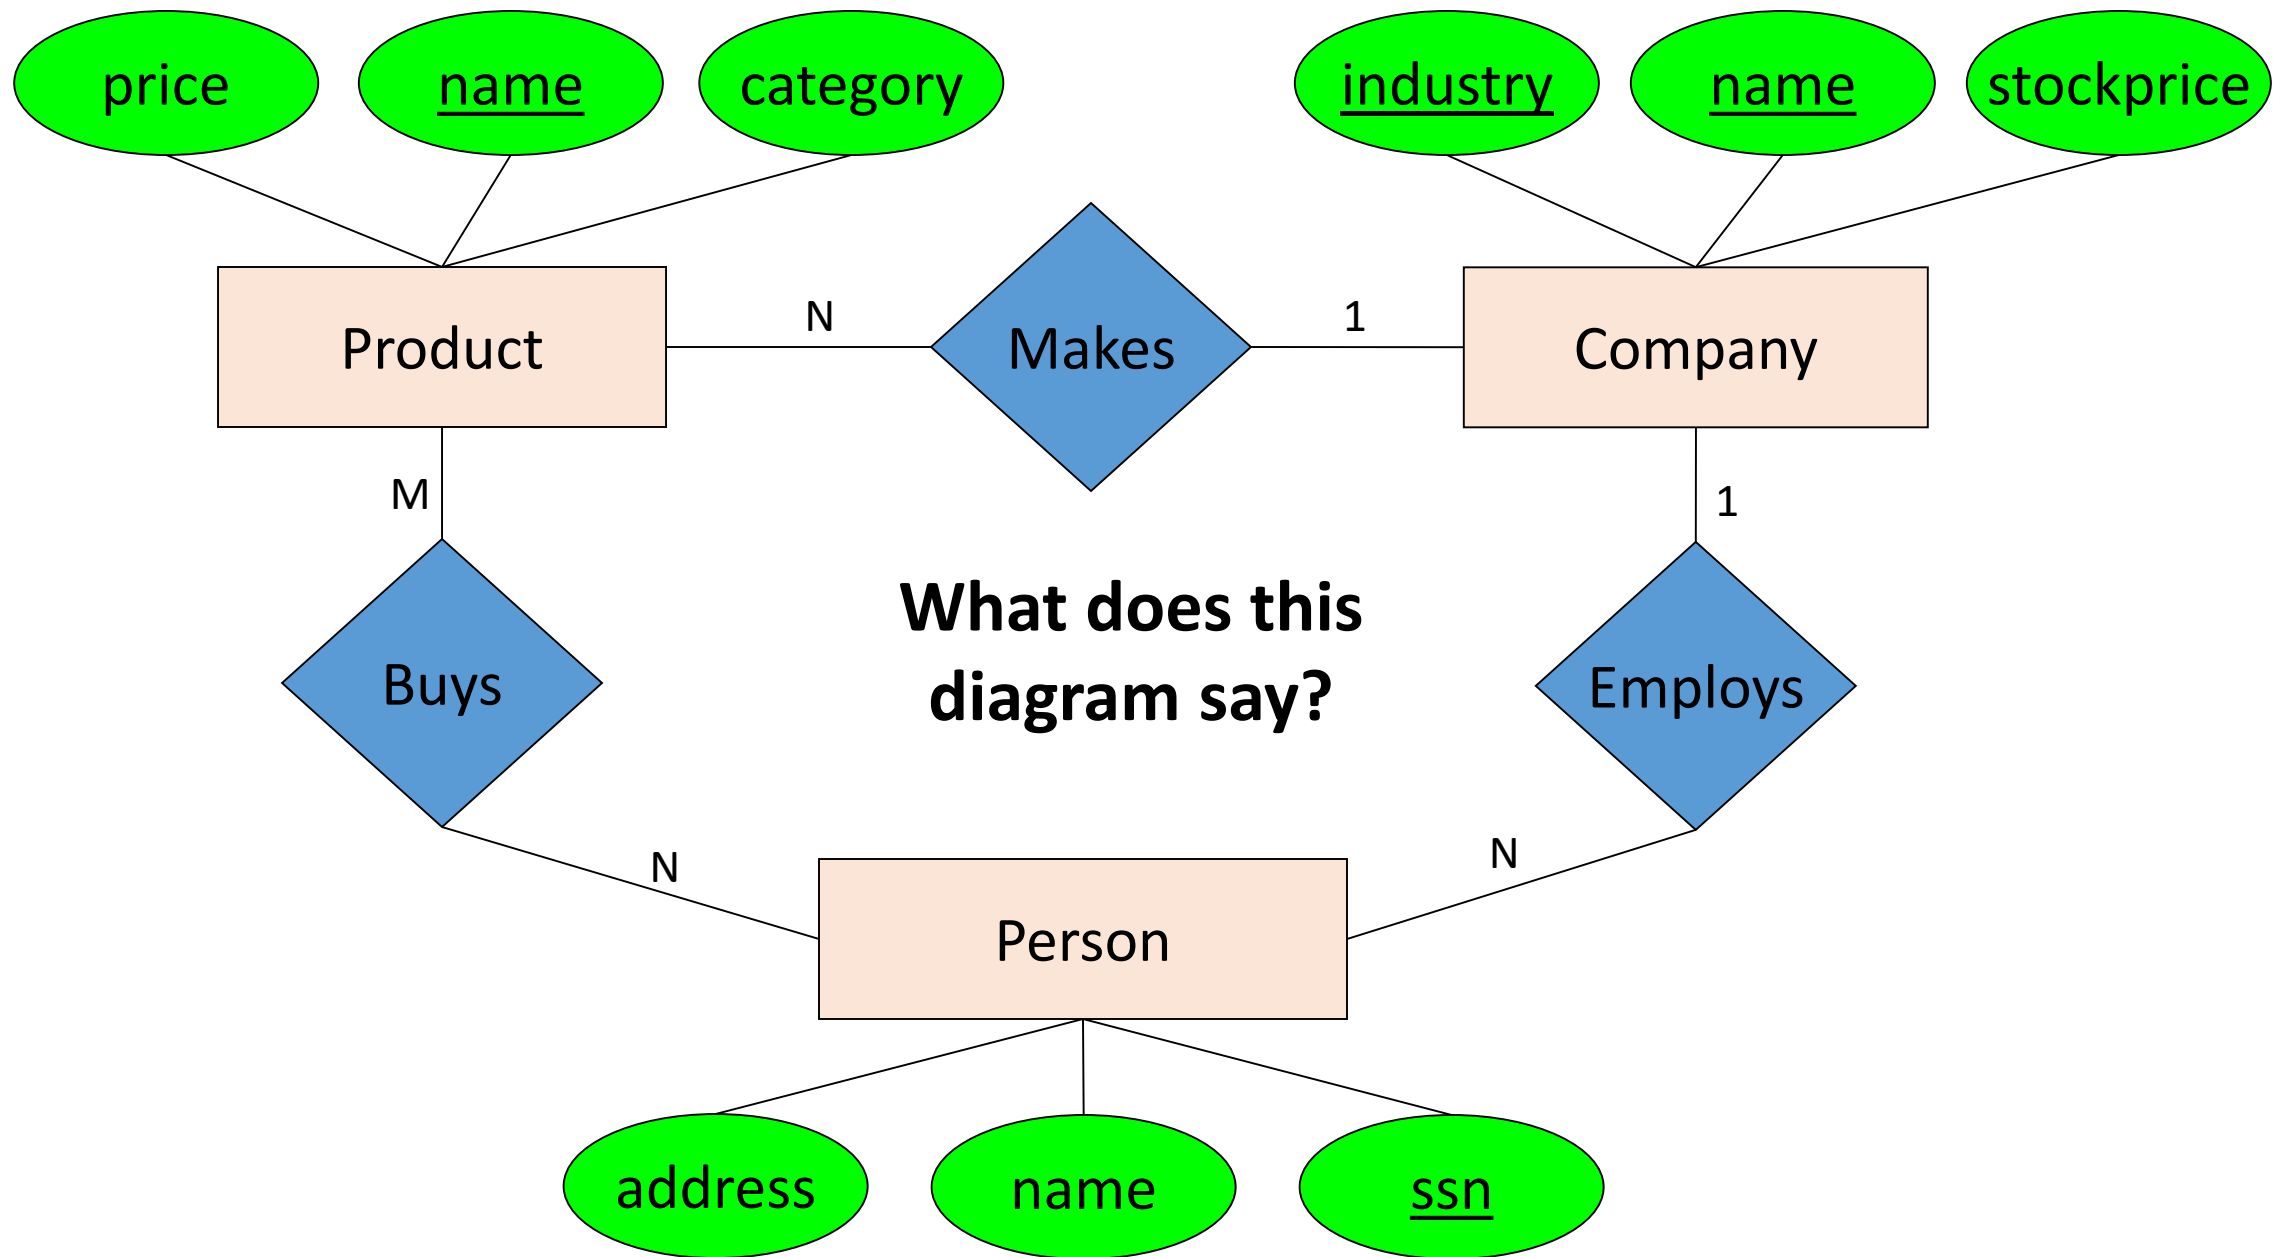 price
name
category
industry
name
stockprice
Product
N
Makes
1
Company
M
1
What does this
diagram say?
Buys
Employs
N
N
Person
address
name
ssn